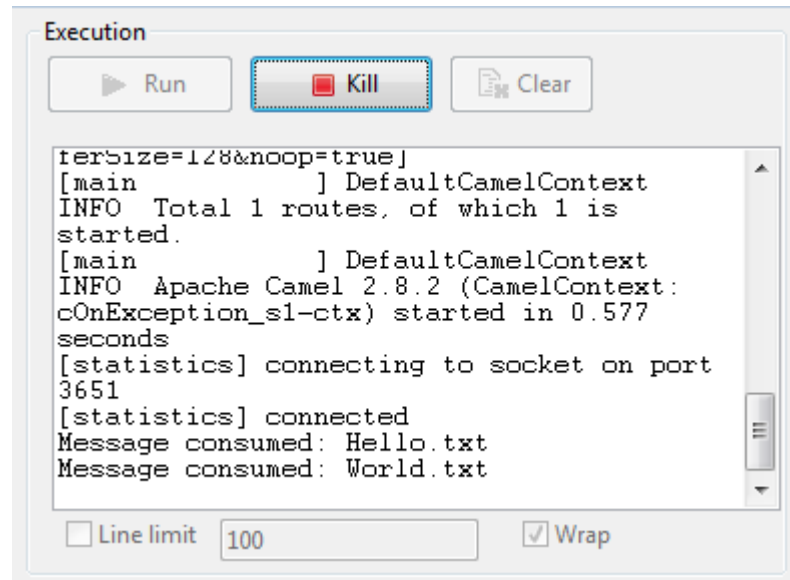 Execution
Run Kill Clear
ferSize=128&noop=true]
[main                ] DefaultCamelContext
INFO  Total 1 routes, of which 1 is
started.
[main                ] DefaultCamelContext
INFO  Apache Camel 2.8.2 (CamelContext:
cOnException_s1-ctx) started in 0.577
seconds
[statistics] connecting to socket on port
3651
[statistics] connected
Message consumed: Hello.txt
Message consumed: World.txt
Line limit 100 Wrap